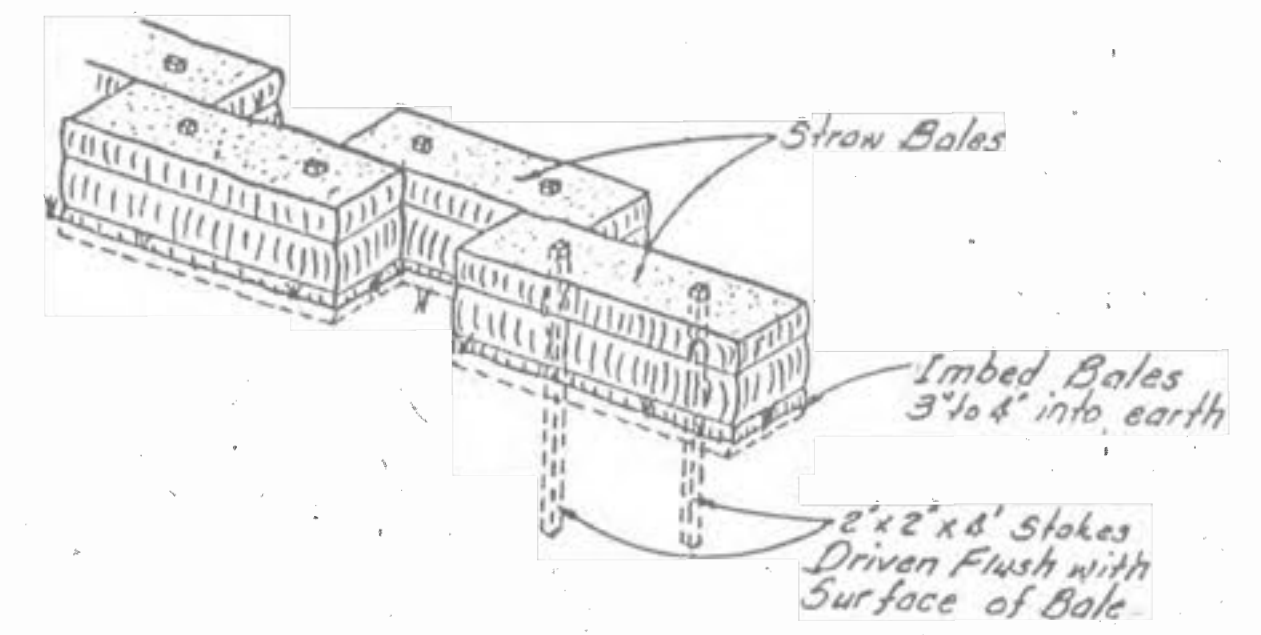 Straw Bales
Imbed Bales
3" to 4" into earth
2" x 2" x 4' Stakes
Driven Flush with
Surface of Bale